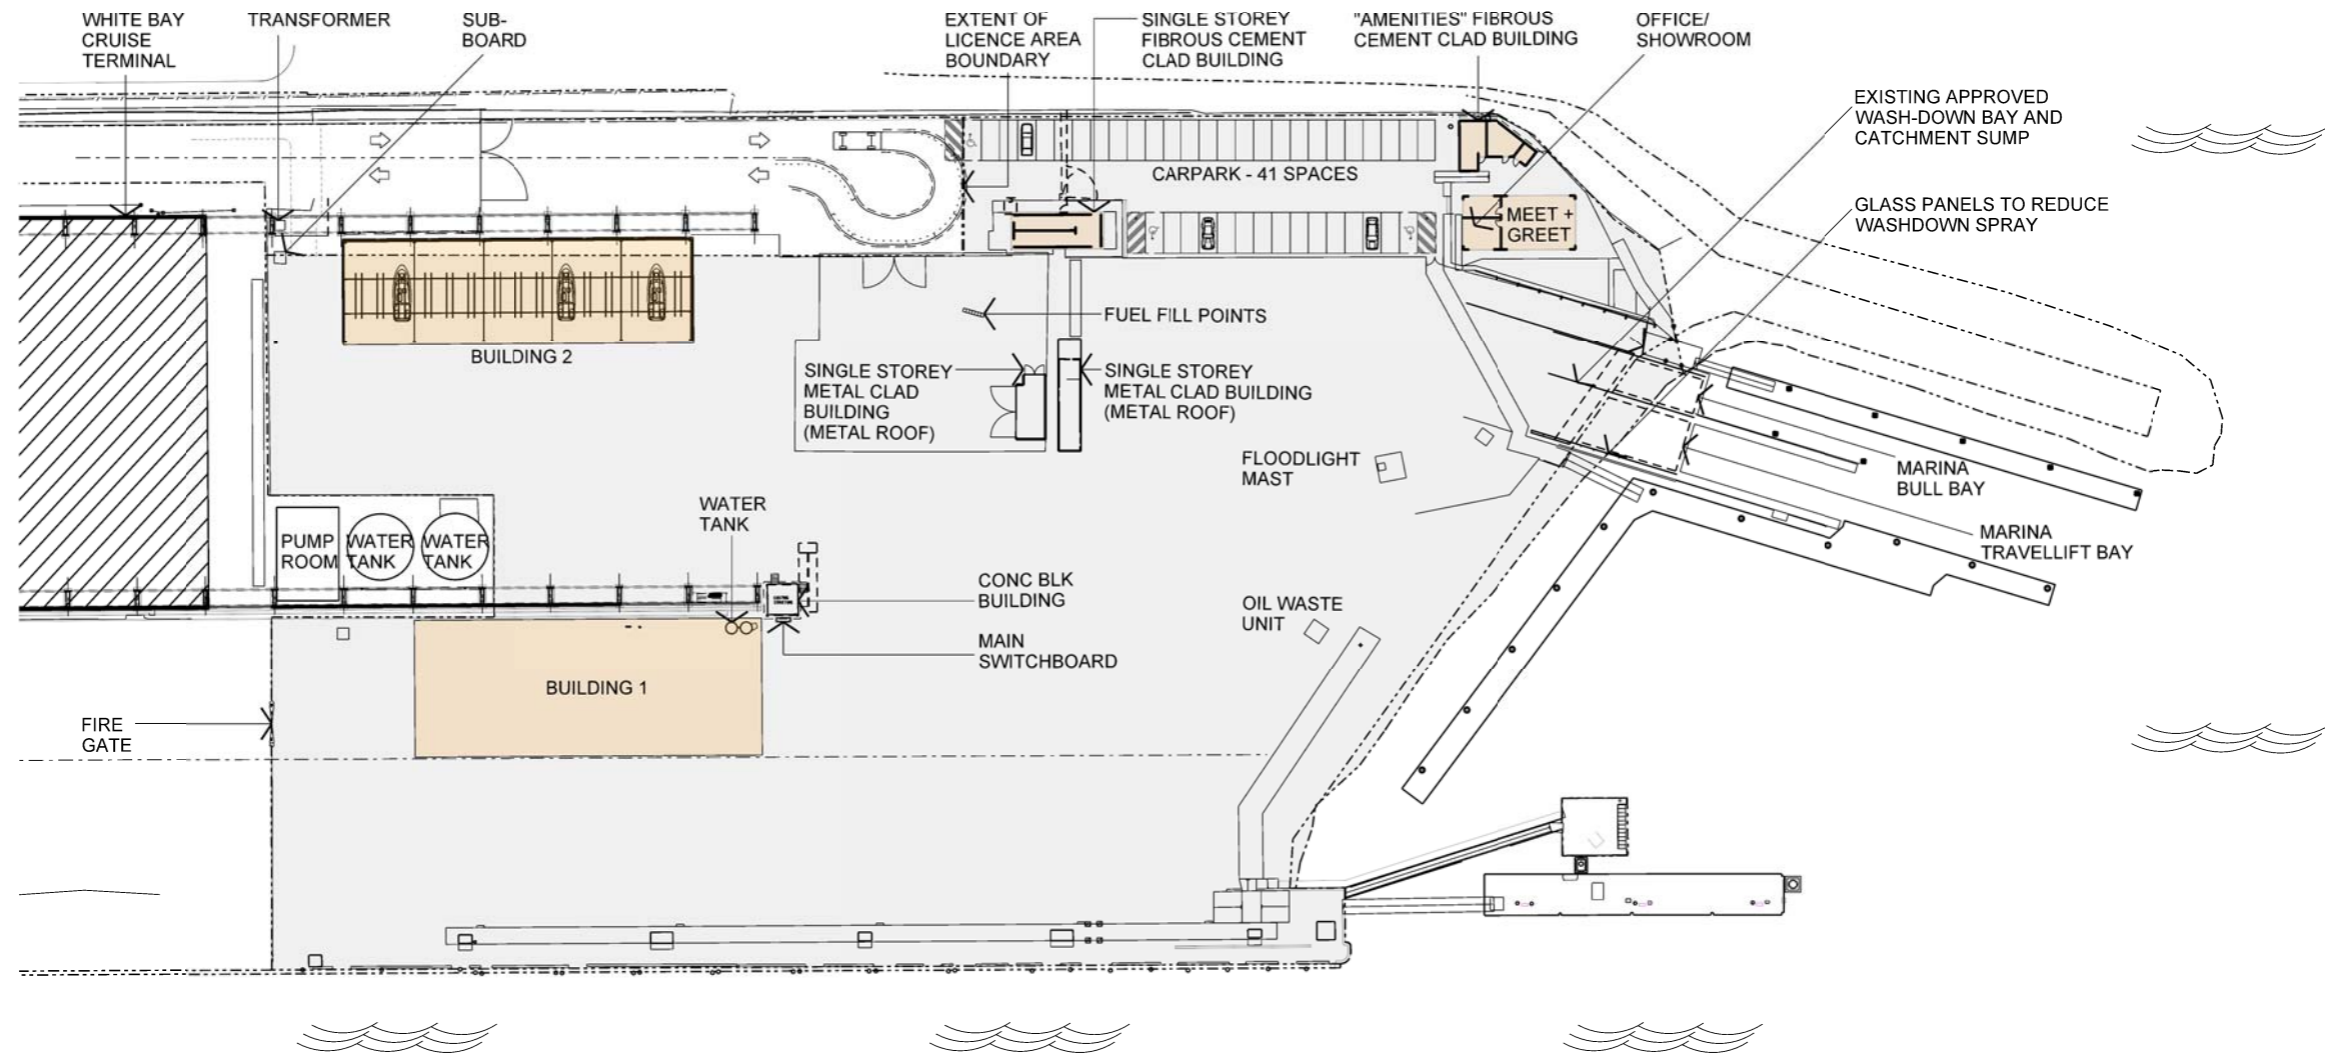 WHITE BAY
CRUISE
TERMINAL
TRANSFORMER
SUB-
BOARD
EXTENT OF
LICENCE AREA
BOUNDARY
SINGLE STOREY
FIBROUS CEMENT
CLAD BUILDING
"AMENITIES" FIBROUS
CEMENT CLAD BUILDING
OFFICE/
SHOWROOM
EXISTING APPROVED
WASH-DOWN BAY AND
CATCHMENT SUMP
CARPARK - 41 SPACES
GLASS PANELS TO REDUCE
WASHDOWN SPRAY
MEET +
GREET
FUEL FILL POINTS
BUILDING 2
SINGLE STOREY
METAL CLAD
BUILDING
(METAL ROOF)
SINGLE STOREY
METAL CLAD BUILDING
(METAL ROOF)
FLOODLIGHT
MAST
MARINA
BULL BAY
WATER
TANK
MARINA
TRAVELLIFT BAY
PUMP
ROOM
WATER
TANK
WATER
TANK
CONC BLK
BUILDING
OIL WASTE
UNIT
MAIN
SWITCHBOARD
BUILDING 1
FIRE
GATE